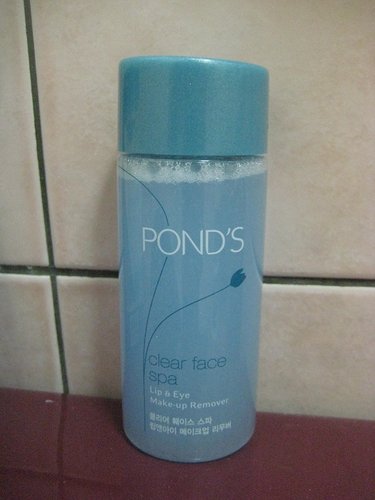 POND'S
clear face
spa
Lip & Eye
Make-up Remover
클리어 훼이스 스파
립앤아이 메이크업 리무버